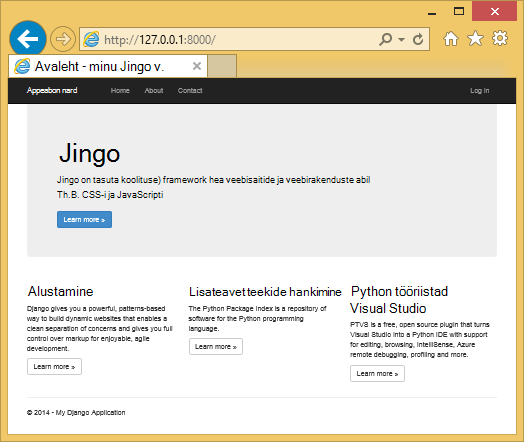 http://127.0.0.1:8000/
Avaleht - minu Jingo v.
Appeabon nard Home About Contact Log in
Jingo
Jingo on tasuta koolituse) framework hea veebisaitide ja veebirakenduste abil
Th.B. CSS-i ja JavaScripti
Learn more »
Alustamine
Django gives you a powerful, patterns-based
way to build dynamic websites that enables a
clean separation of concerns and gives you full
control over markup for enjoyable, agile
development.
Learn more »
Lisateavet teekide hankimine
The Python Package Index is a repository of
software for the Python programming
language.
Learn more »
Python tööriistad
Visual Studio
PTVS is a free, open source plugin that turns
Visual Studio into a Python IDE with support
for editing, browsing, IntelliSense, Azure
remote debugging, profiling and more.
Learn more »
© 2014 - My Django Application